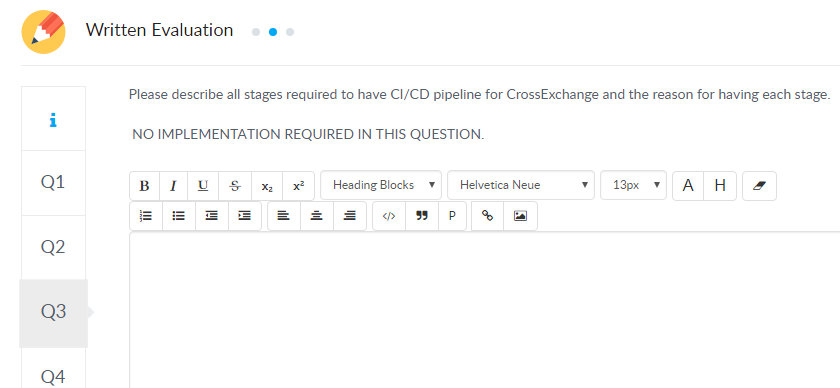 Written Evaluation
Please describe all stages required to have CI/CD pipeline for CrossExchange and the reason for having each stage.
i
NO IMPLEMENTATION REQUIRED IN THIS QUESTION.
Q1
B I U S x₂ x² Heading Blocks Helvetica Neue 13px A H
</> " P
Q2
Q3
Q4